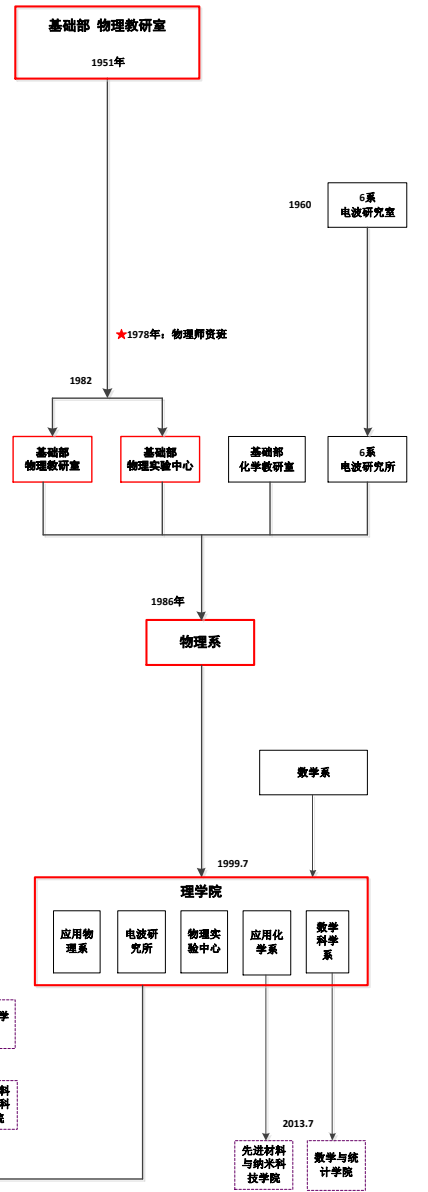 基础部 物理教研室
1951年
1960
6系
电波研究室
★1978年：物理师资班
1982
基础部
物理教研室
基础部
物理实验中心
基础部
化学教研室
6系
电波研究所
1986年
物理系
数学系
1999.7
理学院
应用物
理系
电波研
究所
物理实
验中心
应用化
学系
数学
科学
系
学
料
科
2013.7
先进材料
与纳米科
技学院
数学与统
计学院